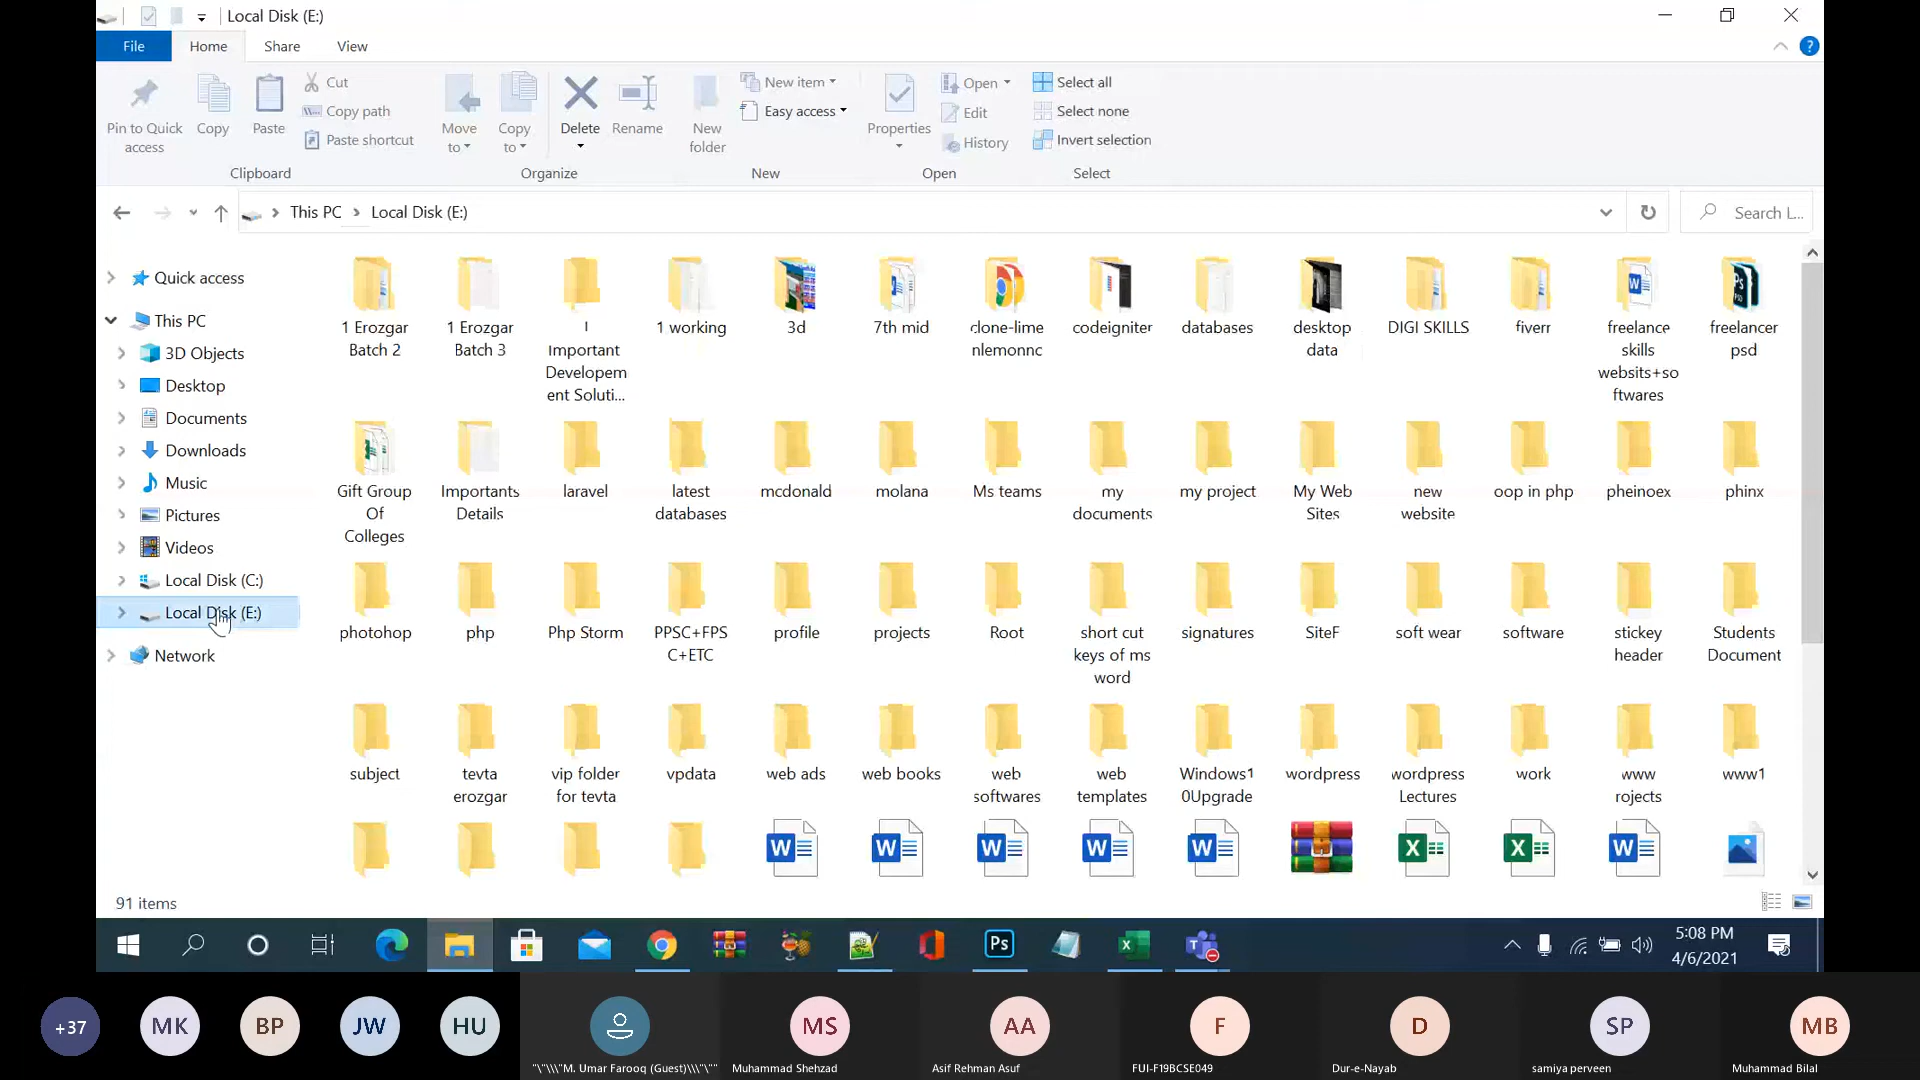 Local Disk (E:)
File Home Share View
Pin to Quick access
Copy
Paste
Cut
Copy path
Paste shortcut
Clipboard
Move to
Copy to
Delete
Rename
Organize
New folder
New item
Easy access
New
Properties
Open
Edit
History
Open
Select all
Select none
Invert selection
Select
This PC > Local Disk (E:)
Search L...
Quick access
This PC
3D Objects
Desktop
Documents
Downloads
Music
Pictures
Videos
Local Disk (C:)
Local Disk (E:)
Network
1 Erozgar
Batch 2
1 Erozgar
Batch 3
I
Important
Developem
ent Soluti...
1 working
3d
7th mid
clone-lime
nlemonnc
codeigniter
databases
desktop
data
DIGI SKILLS
fiverr
freelance
skills
websits+so
ftwares
freelancer
psd
Gift Group
Of
Colleges
Importants
Details
laravel
latest
databases
mcdonald
molana
Ms teams
my
documents
my project
My Web
Sites
new
website
oop in php
pheinoex
phinx
photohop
php
Php Storm
PPSC+FPS
C+ETC
profile
projects
Root
short cut
keys of ms
word
signatures
SiteF
soft wear
software
stickey
header
Students
Document
subject
tevta
erozgar
vip folder
for tevta
vpdata
web ads
web books
web
softwares
web
templates
Windows1
0Upgrade
wordpress
wordpress
Lectures
work
www
rojects
www1
91 items
5:08 PM
4/6/2021
+37 MK BP JW HU MS AA F D SP MB
"\"\\\"M. Umar Farooq (Guest)\\\"\""
Muhammad Shehzad
Asif Rehman Asuf
FUI-F19BCSE049
Dur-e-Nayab
samiya perveen
Muhammad Bilal